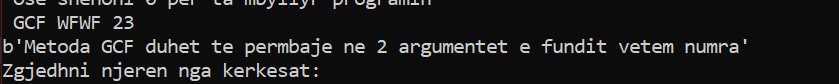 Ose shenoni 0 per ta mbyllyr programin
GCF WFWF 23
b'Metoda GCF duhet te permbaje ne 2 argumentet e fundit vetem numra'
Zgjedhni njeren nga kerkesat: